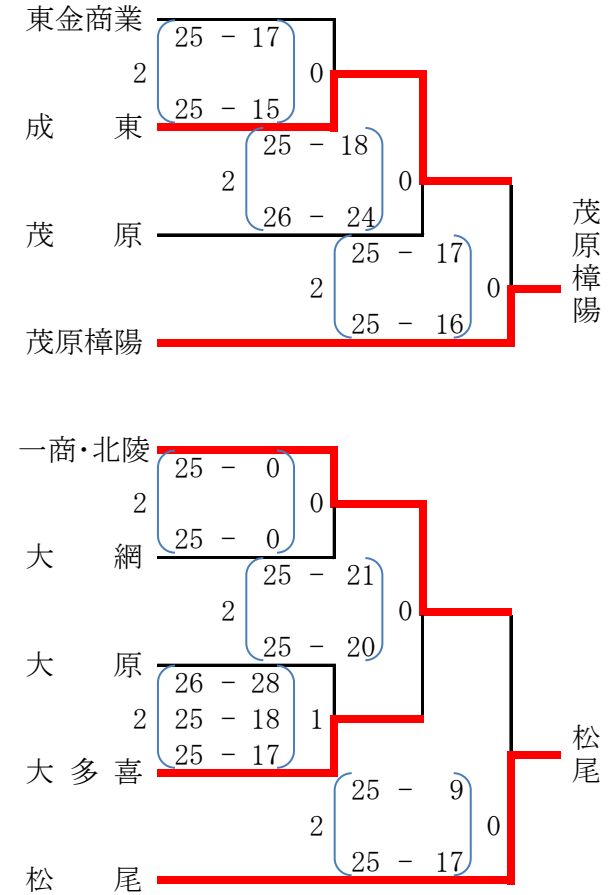 東金商業
25 - 17
2 0
25 - 15
成 東
25 - 18
2 0
26 - 24
茂 原
25 - 17
2 0
25 - 16
茂原樟陽
茂原樟陽
一商・北陵
25 - 0
2 0
25 - 0
大 網
25 - 21
2 0
25 - 20
大 原
26 - 28
2 25 - 18 1
25 - 17
大多喜
25 - 9
2 0
25 - 17
松 尾
松尾